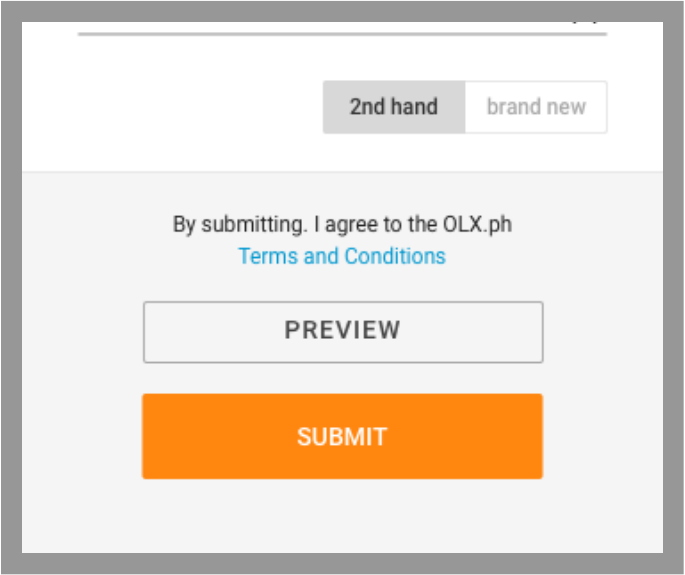 2nd hand brand new
By submitting. I agree to the OLX.ph
Terms and Conditions
PREVIEW
SUBMIT